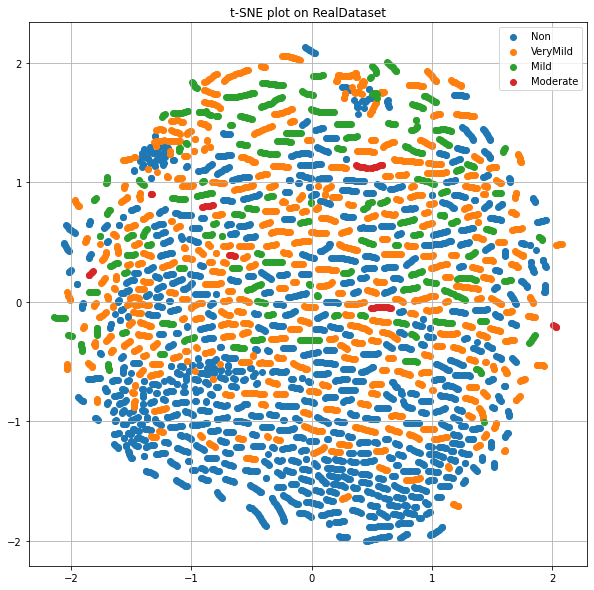 t-SNE plot on RealDataset
Non
VeryMild
Mild
Moderate
2
1
0
−1
−2
−2
−1
0
1
2